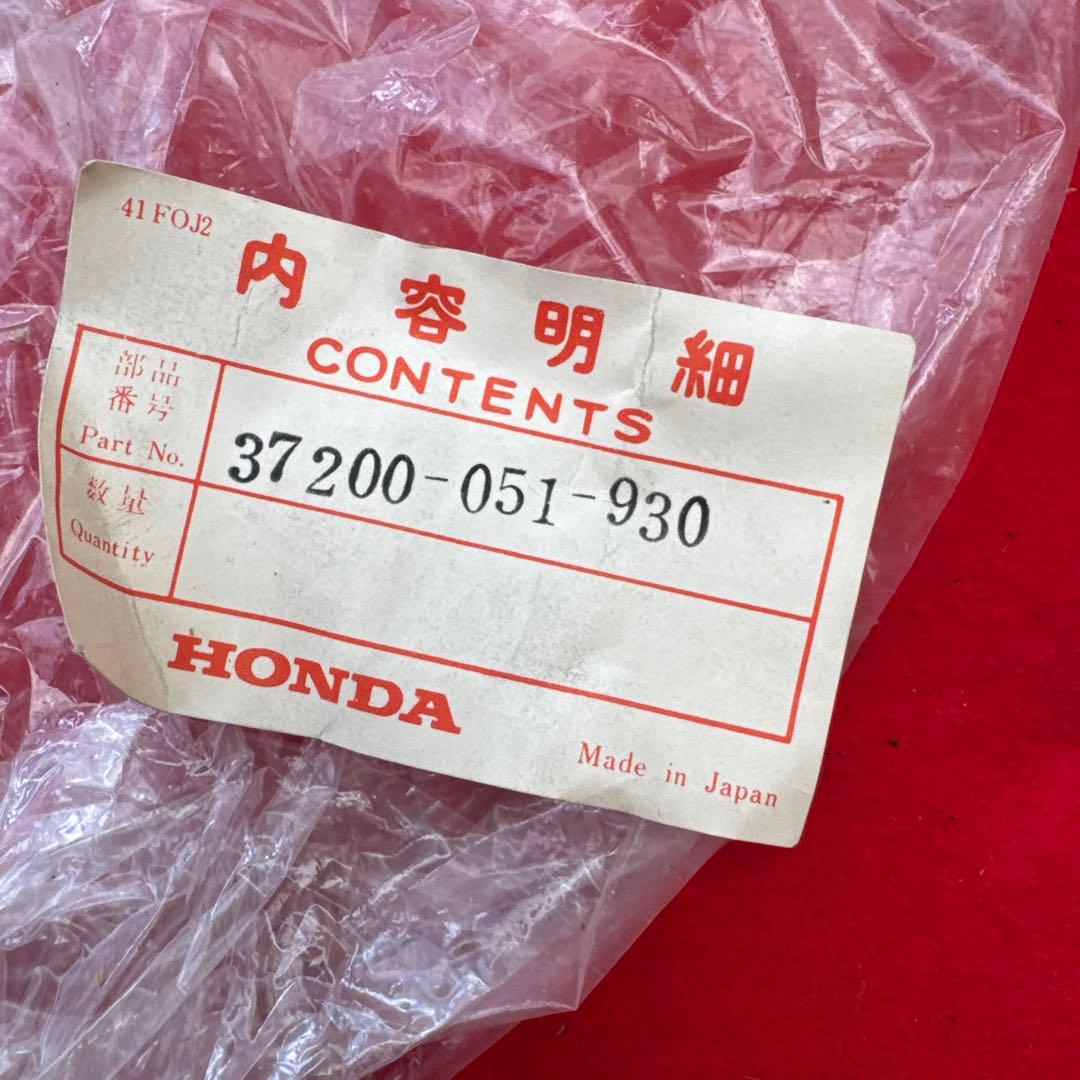 41FOJ2
内容明細
CONTENTS
部品
番号
Part No.
37200-051-930
数量
Quantity
HONDA
Made in Japan